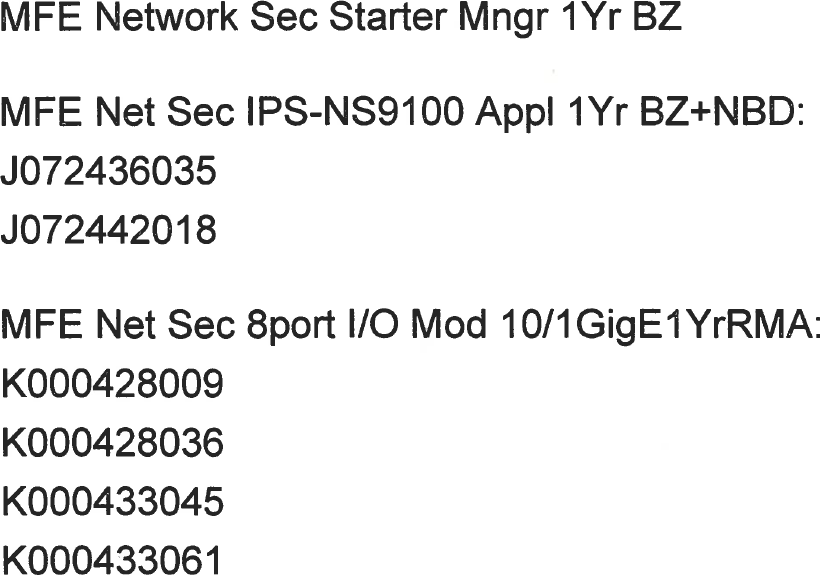 MFE Network Sec Starter Mngr 1Yr BZ
MFE Net Sec IPS-NS9100 Appl 1Yr BZ+NBD:
J072436035
J072442018
MFE Net Sec 8port I/O Mod 10/1GigE1YrRMA:
K000428009
K000428036
K000433045
K000433061